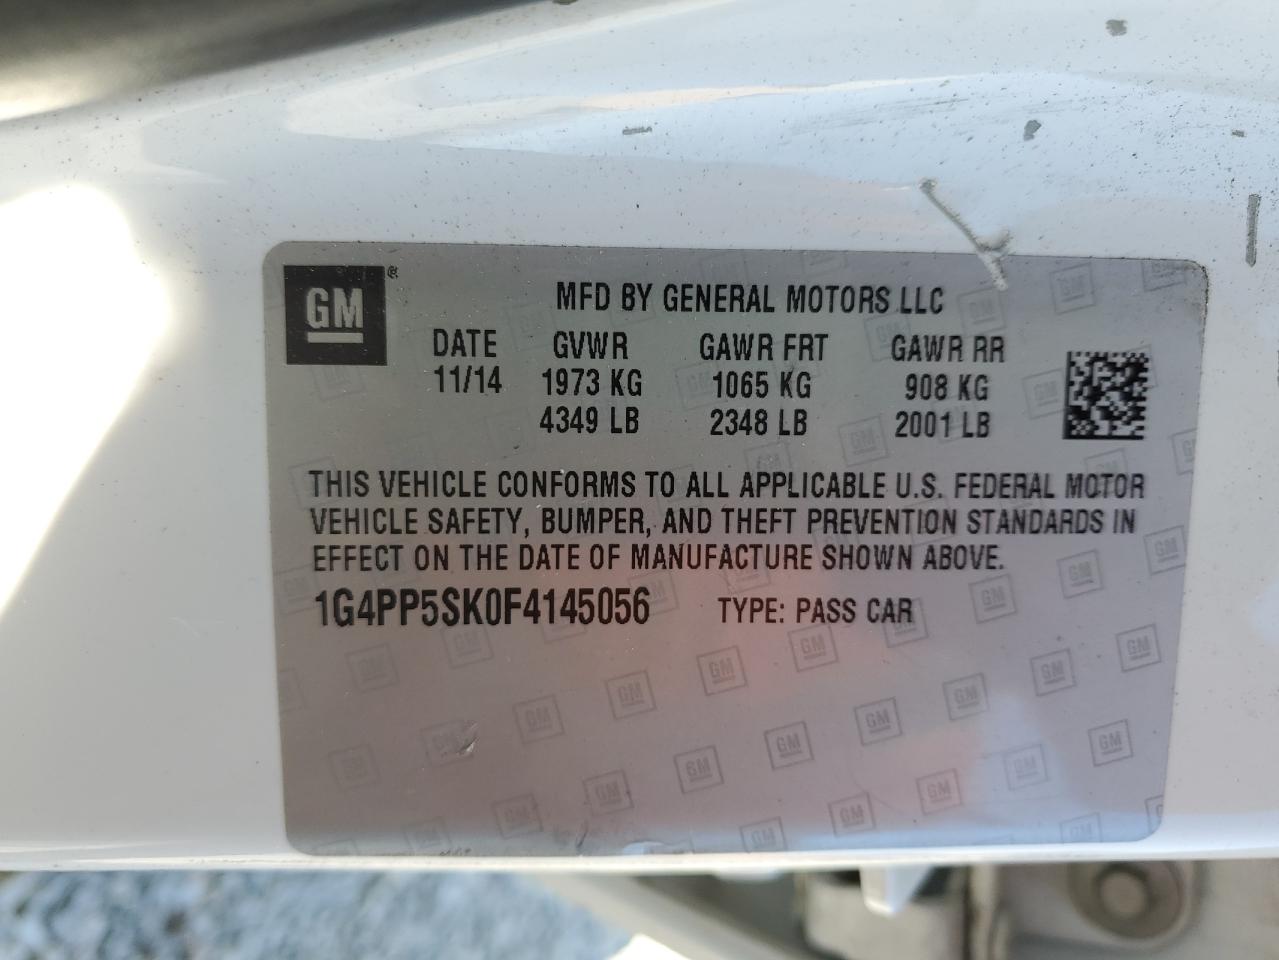 GM®
MFD BY GENERAL MOTORS LLC
DATE GVWR GAWR FRT GAWR RR
11/14 1973 KG 1065 KG 908 KG
4349 LB 2348 LB 2001 LB
THIS VEHICLE CONFORMS TO ALL APPLICABLE U.S. FEDERAL MOTOR
VEHICLE SAFETY, BUMPER, AND THEFT PREVENTION STANDARDS IN
EFFECT ON THE DATE OF MANUFACTURE SHOWN ABOVE.
1G4PP5SK0F4145056 TYPE: PASS CAR